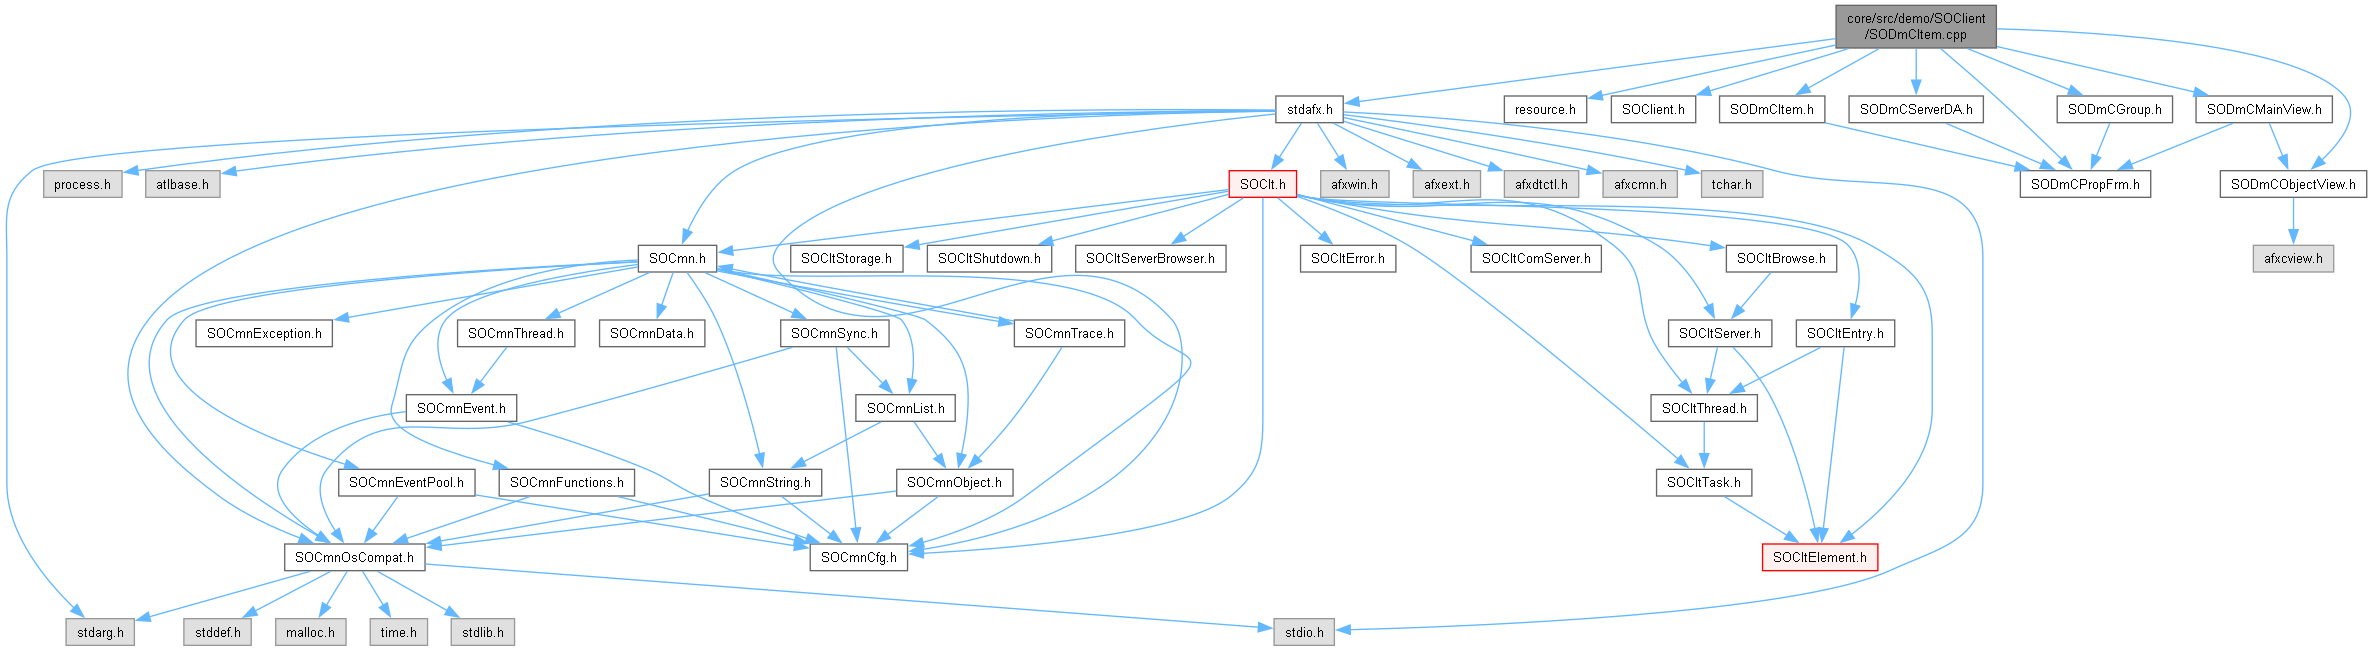 core/src/demo/SOClient
/SODmCItem.cpp
stdafx.h
resource.h
SOClient.h
SODmCItem.h
SODmCServerDA.h
SODmCGroup.h
SODmCMainView.h
process.h
atlbase.h
SOClt.h
afxwin.h
afxext.h
afxdtctl.h
afxcmn.h
tchar.h
SODmCPropFrm.h
SODmCObjectView.h
SOCmn.h
SOCltStorage.h
SOCltShutdown.h
SOCltServerBrowser.h
SOCltError.h
SOCltComServer.h
SOCltBrowse.h
afxcview.h
SOCmnException.h
SOCmnThread.h
SOCmnData.h
SOCmnSync.h
SOCmnTrace.h
SOCltServer.h
SOCltEntry.h
SOCmnEvent.h
SOCmnList.h
SOCltThread.h
SOCmnEventPool.h
SOCmnFunctions.h
SOCmnString.h
SOCmnObject.h
SOCltTask.h
SOCmnOsCompat.h
SOCmnCfg.h
SOCltElement.h
stdarg.h
stddef.h
malloc.h
time.h
stdlib.h
stdio.h